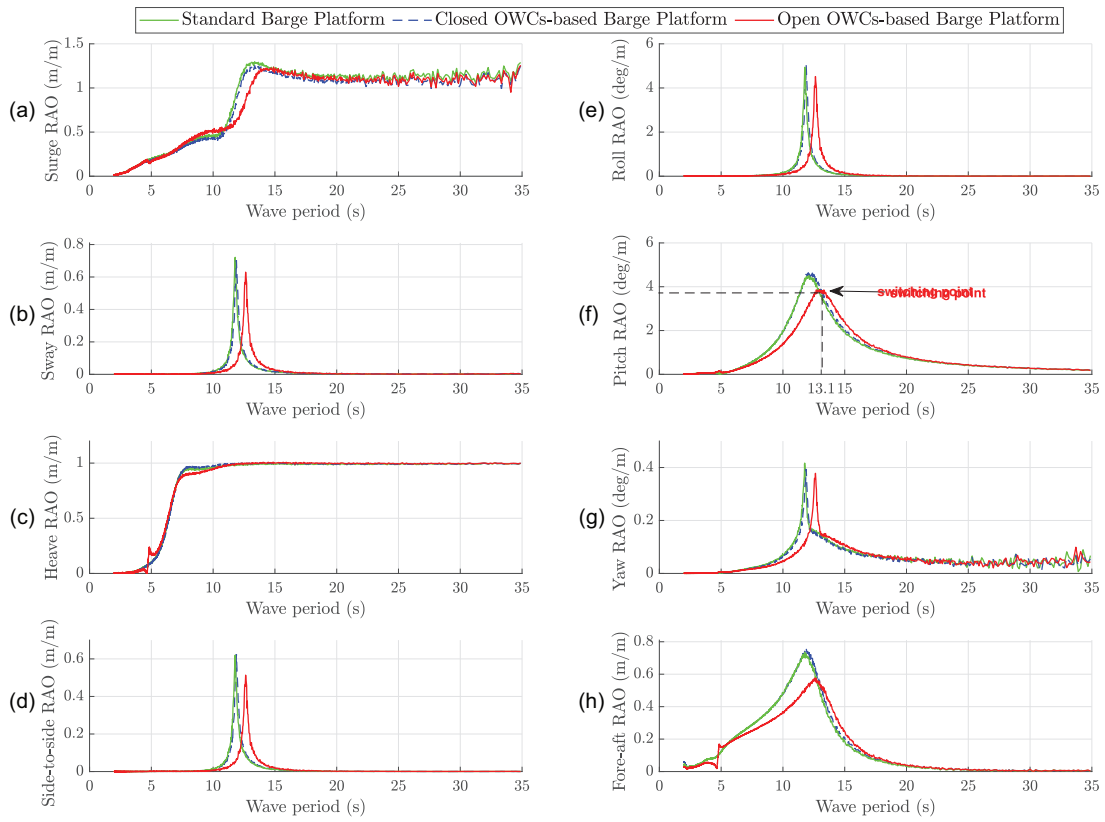 Standard Barge Platform Closed OWCs-based Barge Platform Open OWCs-based Barge Platform
(a)
Surge RAO (m/m)
1.5
1
0.5
0
0 5 10 15 20 25 30 35
Wave period (s)
(b)
Sway RAO (m/m)
0.8
0.6
0.4
0.2
0
0 5 10 15 20 25 30 35
Wave period (s)
(c)
Heave RAO (m/m)
1
0.5
0
0 5 10 15 20 25 30 35
Wave period (s)
(d)
Side-to-side RAO (m/m)
0.6
0.4
0.2
0
0 5 10 15 20 25 30 35
Wave period (s)
(e)
Roll RAO (deg/m)
6
4
2
0
0 5 10 15 20 25 30 35
Wave period (s)
(f)
Pitch RAO (deg/m)
6
4
2
0
switching point
switching point
0 5 10 13.1 15 20 25 30 35
Wave period (s)
(g)
Yaw RAO (deg/m)
0.4
0.2
0
0 5 10 15 20 25 30 35
Wave period (s)
(h)
Fore-aft RAO (m/m)
0.8
0.6
0.4
0.2
0
0 5 10 15 20 25 30 35
Wave period (s)